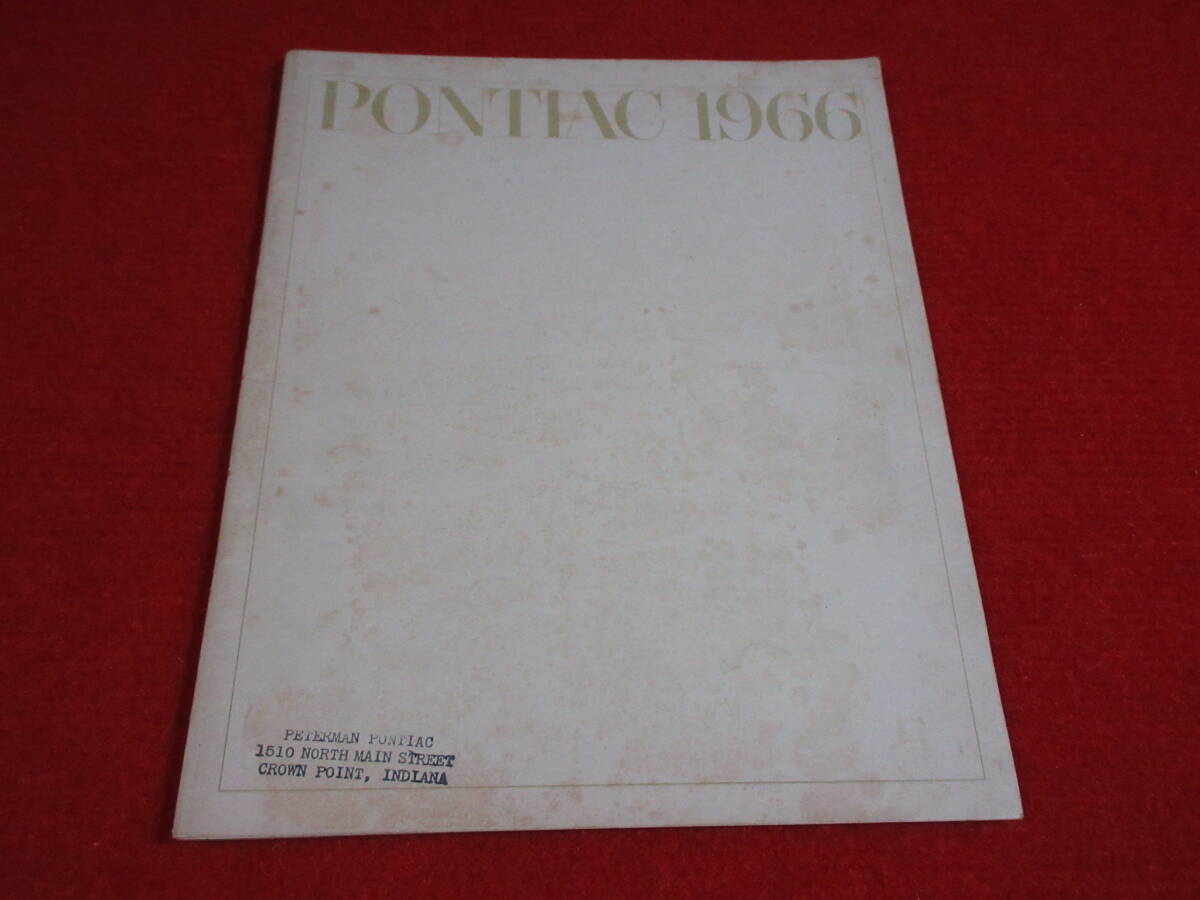 PONTIAC 1966
PETERMAN PONTIAC
1510 NORTH MAIN STREET
CROWN POINT, INDIANA